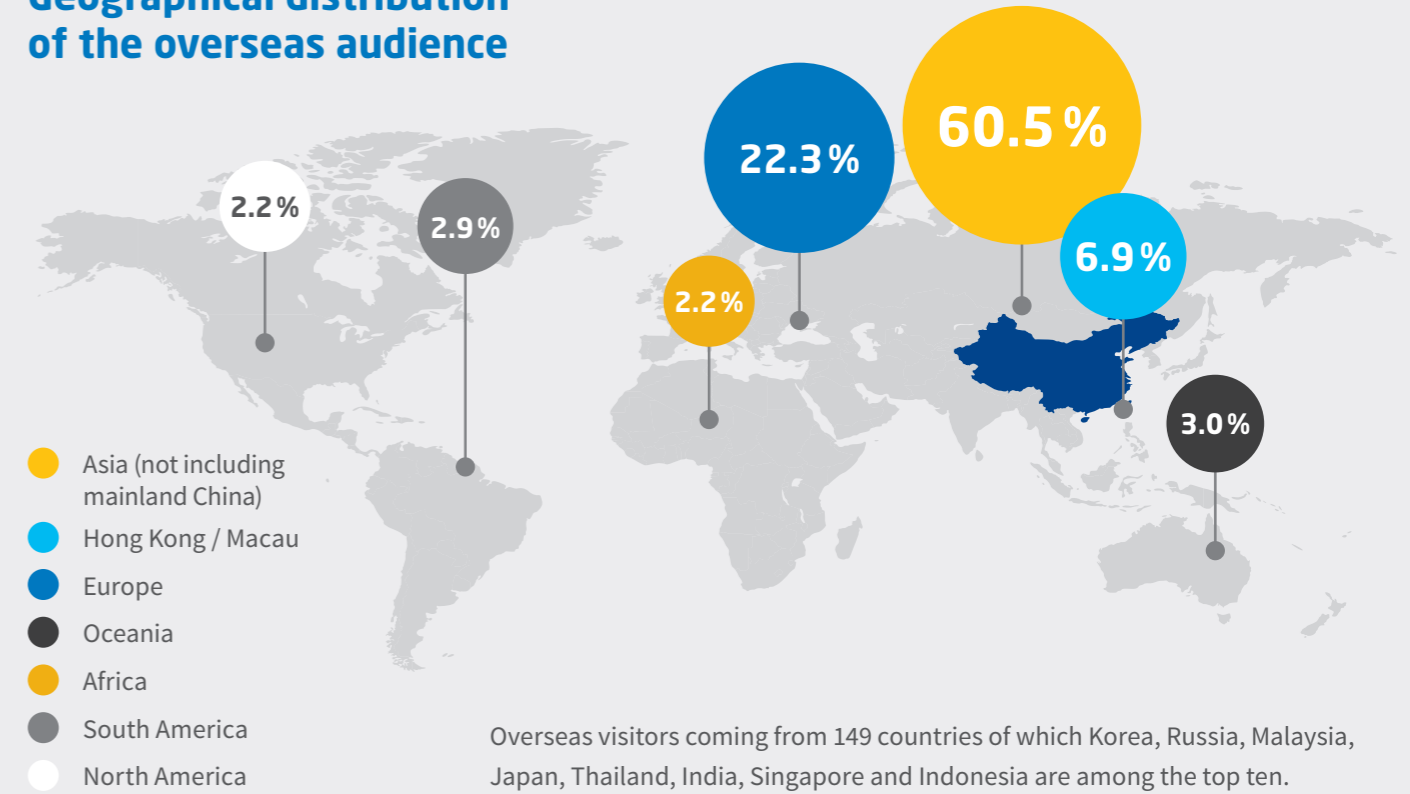 Geographical distribution
of the overseas audience
60.5 %
22.3 %
2.2 %
2.9 %
6.9 %
2.2 %
3.0 %
Asia (not including
mainland China)
Hong Kong / Macau
Europe
Oceania
Africa
South America
North America
Overseas visitors coming from 149 countries of which Korea, Russia, Malaysia,
Japan, Thailand, India, Singapore and Indonesia are among the top ten.